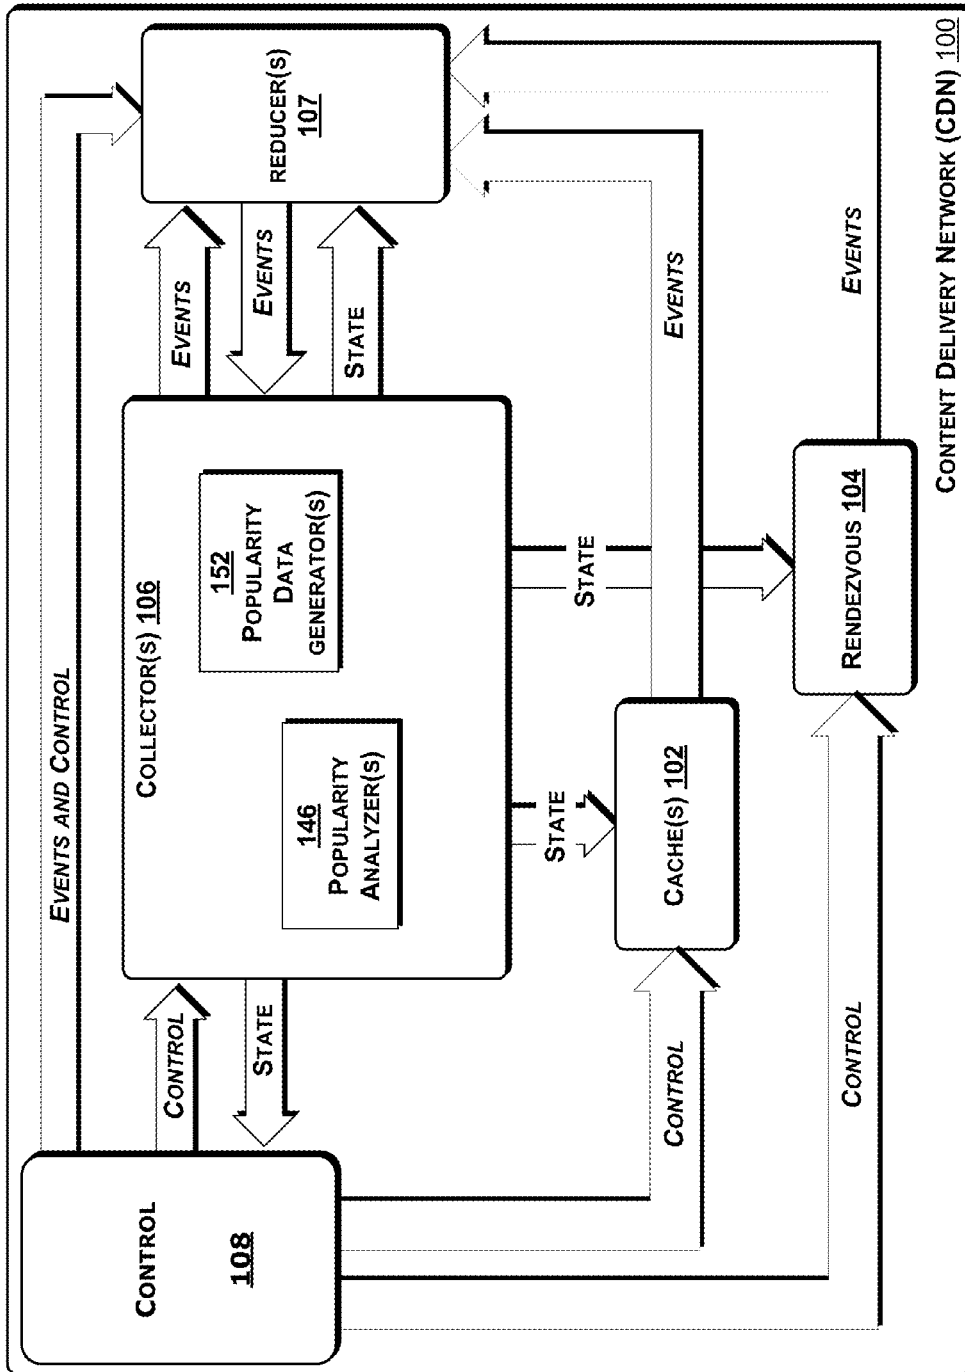 EVENTS AND CONTROL
CONTROL
108
CONTROL
STATE
COLLECTOR(S) 106
146
POPULARITY
ANALYZER(S)
152
POPULARITY
DATA
GENERATOR(S)
EVENTS
EVENTS
STATE
REDUCER(S)
107
STATE
STATE
CONTROL
CACHE(S) 102
EVENTS
CONTROL
RENDEZVOUS 104
EVENTS
CONTENT DELIVERY NETWORK (CDN) 100